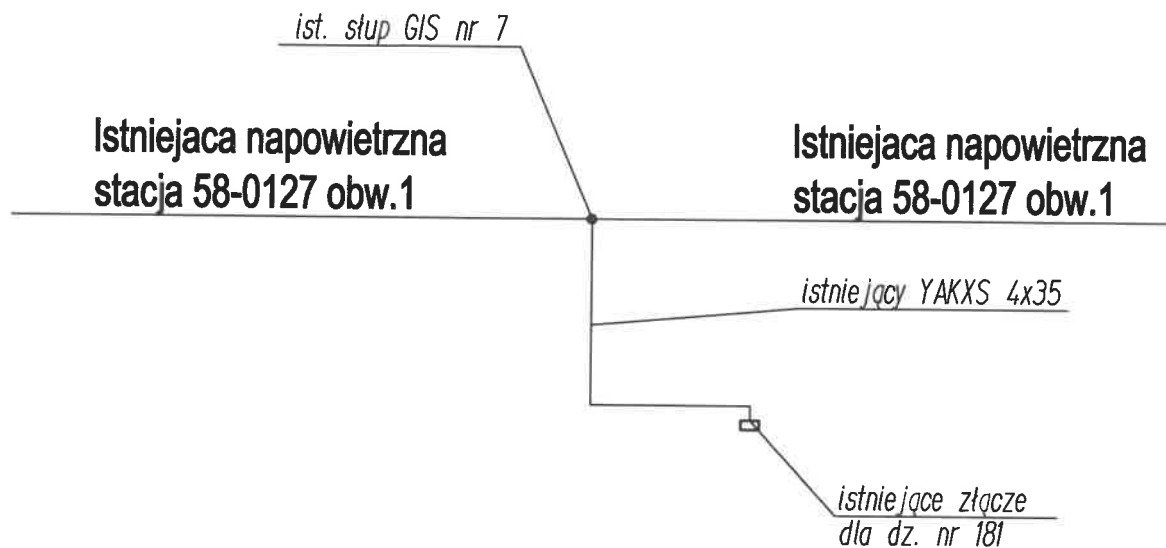 ist. słup GIS nr 7
Istniejaca napowietrzna
stacja 58-0127 obw.1
Istniejaca napowietrzna
stacja 58-0127 obw.1
istniejący YAKXS 4x35
istniejące złącze
dla dz. nr 181